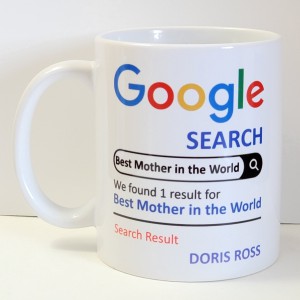 Google
SEARCH
Best Mother in the World
We found 1 result for
Best Mother in the World
Search Result
DORIS ROSS